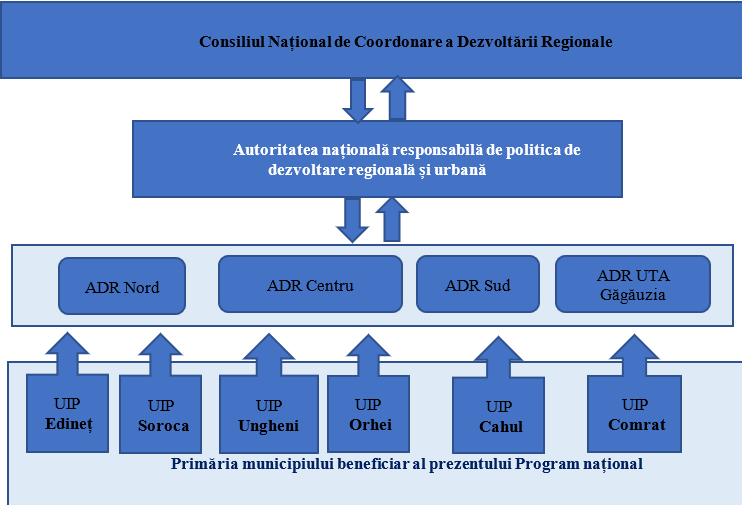 Consiliul Național de Coordonare a Dezvoltării Regionale
Autoritatea națională responsabilă de politica de
dezvoltare regională și urbană
ADR Nord
ADR Centru
ADR Sud
ADR UTA
Găgăuzia
UIP
Edineț
UIP
Soroca
UIP
Ungheni
UIP
Orhei
UIP
Cahul
UIP
Comrat
Primăria municipiului beneficiar al prezentului Program național